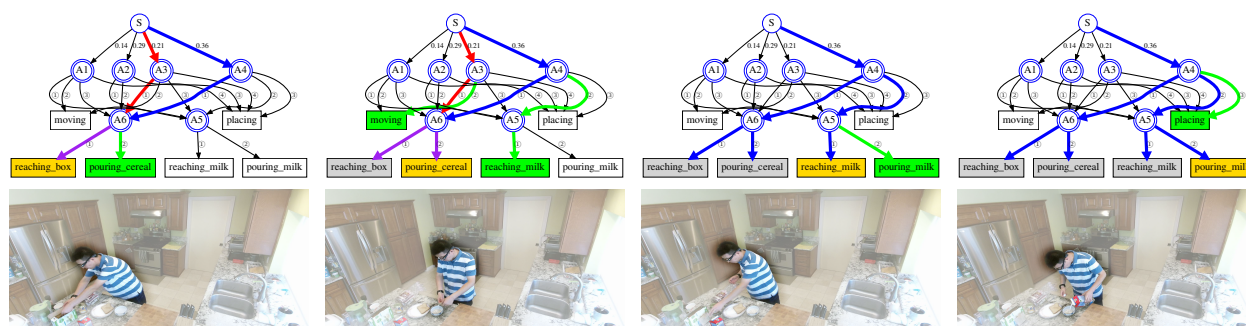 S S S S
0.14 0.29 0.21 0.36 0.14 0.29 0.21 0.36 0.14 0.29 0.21 0.36 0.14 0.29 0.21 0.36
A1 A2 A3 A4 A1 A2 A3 A4 A1 A2 A3 A4 A1 A2 A3 A4
moving A6 A5 placing moving A6 A5 placing moving A6 A5 placing moving A6 A5 placing
reaching_box pouring_cereal reaching_milk pouring_milk reaching_box pouring_cereal reaching_milk pouring_milk reaching_box pouring_cereal reaching_milk pouring_milk reaching_box pouring_cereal reaching_milk